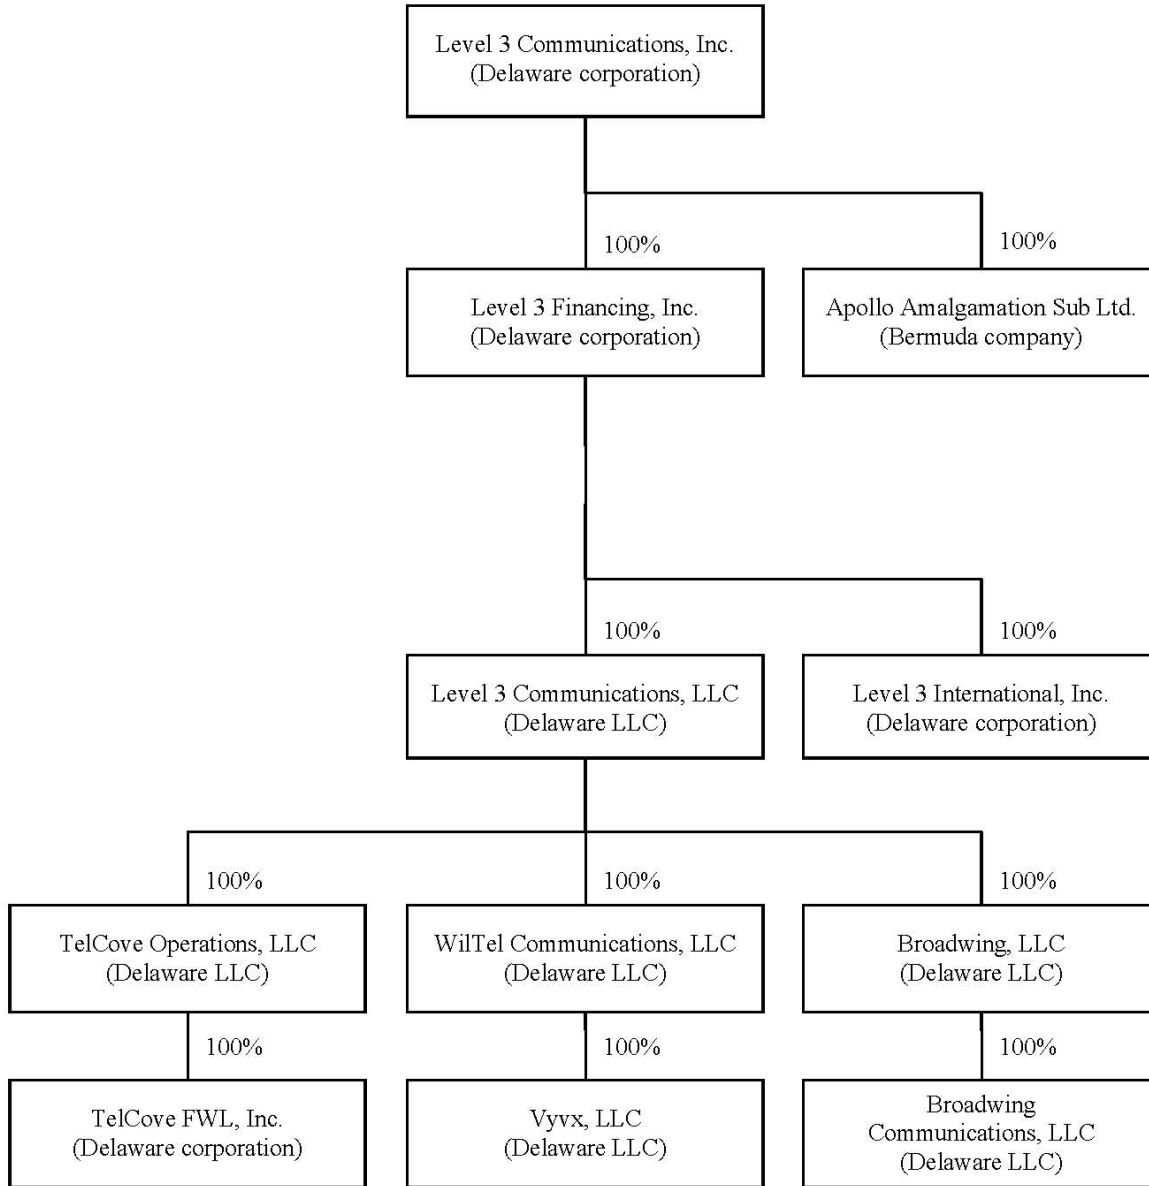 Level 3 Communications, Inc.
(Delaware corporation)
100%
100%
Level 3 Financing, Inc.
(Delaware corporation)
Apollo Amalgamation Sub Ltd.
(Bermuda company)
100%
100%
Level 3 Communications, LLC
(Delaware LLC)
Level 3 International, Inc.
(Delaware corporation)
100%
100%
100%
TelCove Operations, LLC
(Delaware LLC)
WilTel Communications, LLC
(Delaware LLC)
Broadwing, LLC
(Delaware LLC)
100%
100%
100%
TelCove FWL, Inc.
(Delaware corporation)
Vyvx, LLC
(Delaware LLC)
Broadwing
Communications, LLC
(Delaware LLC)